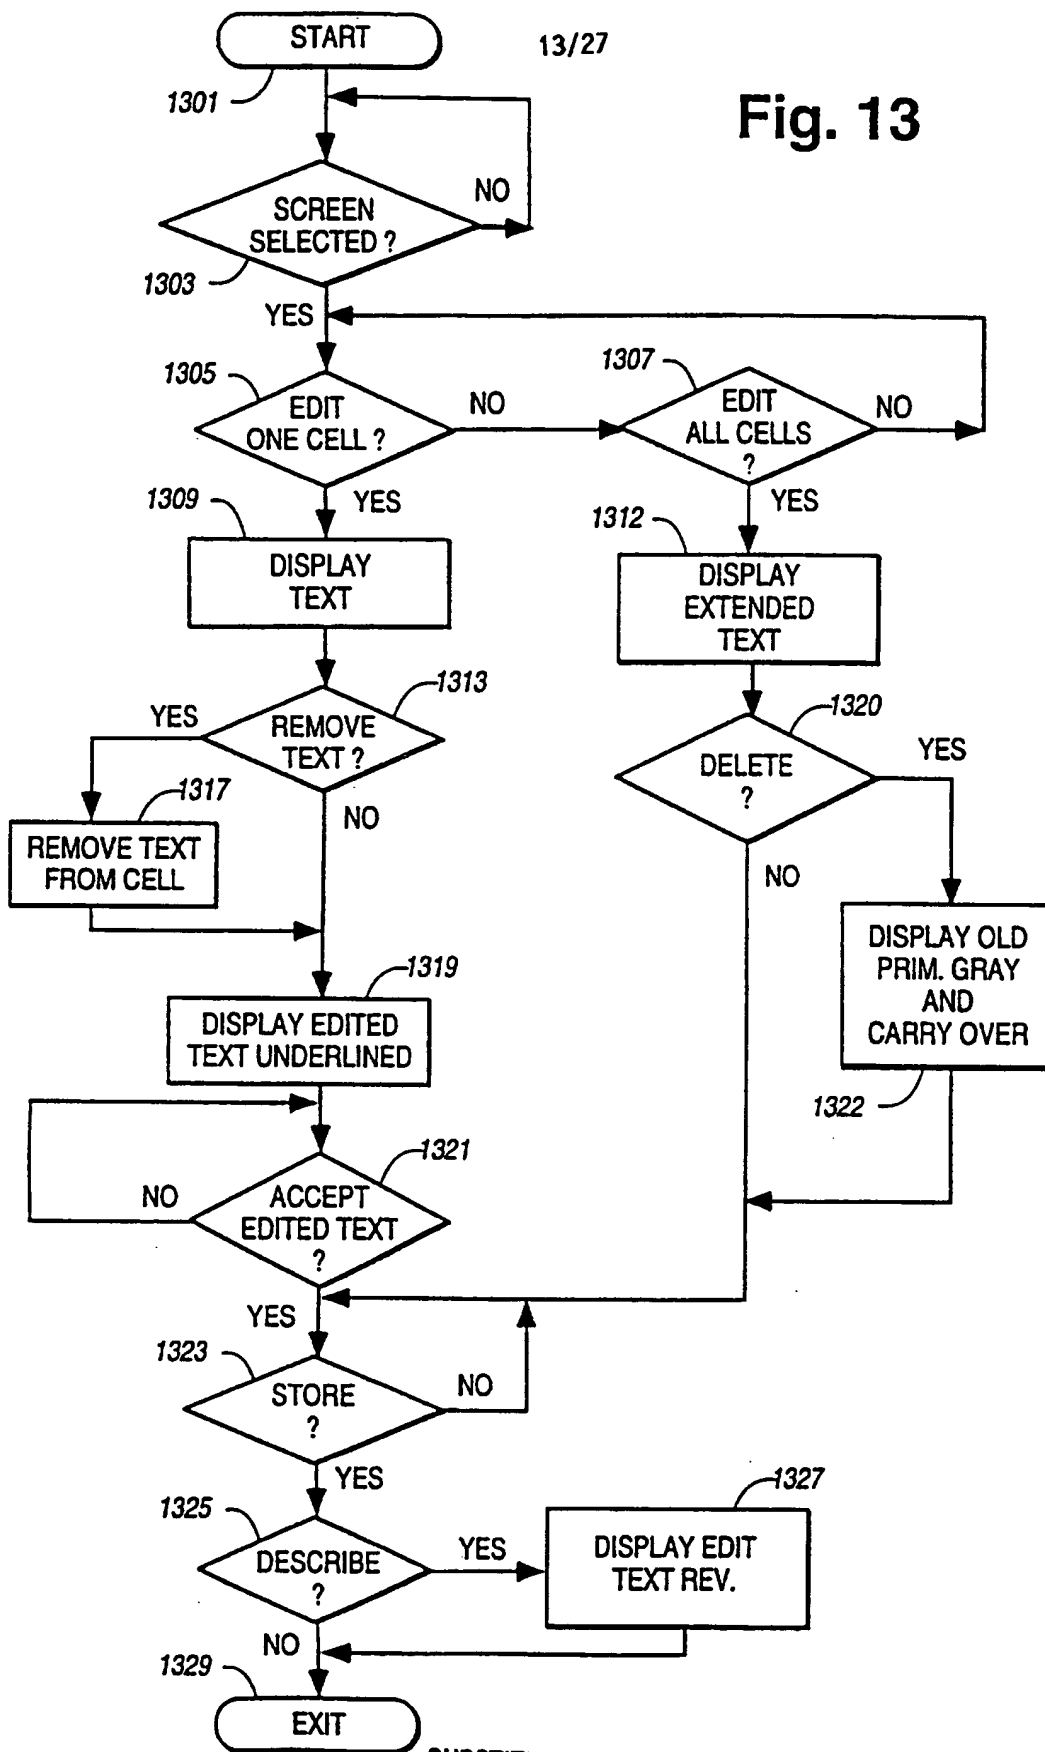 START
13/27
1301
Fig. 13
NO
SCREEN
SELECTED ?
1303
YES
1305
EDIT
ONE CELL ?
NO
1307
EDIT
ALL CELLS
?
NO
YES
1309
DISPLAY
TEXT
YES
1312
DISPLAY
EXTENDED
TEXT
1313
YES
REMOVE
TEXT ?
NO
1317
REMOVE TEXT
FROM CELL
1320
DELETE
?
YES
NO
DISPLAY OLD
PRIM. GRAY
AND
CARRY OVER
1322
1319
DISPLAY EDITED
TEXT UNDERLINED
1321
NO
ACCEPT
EDITED TEXT
?
YES
1323
STORE
?
NO
YES
1325
DESCRIBE
?
YES
1327
DISPLAY EDIT
TEXT REV.
NO
1329
EXIT